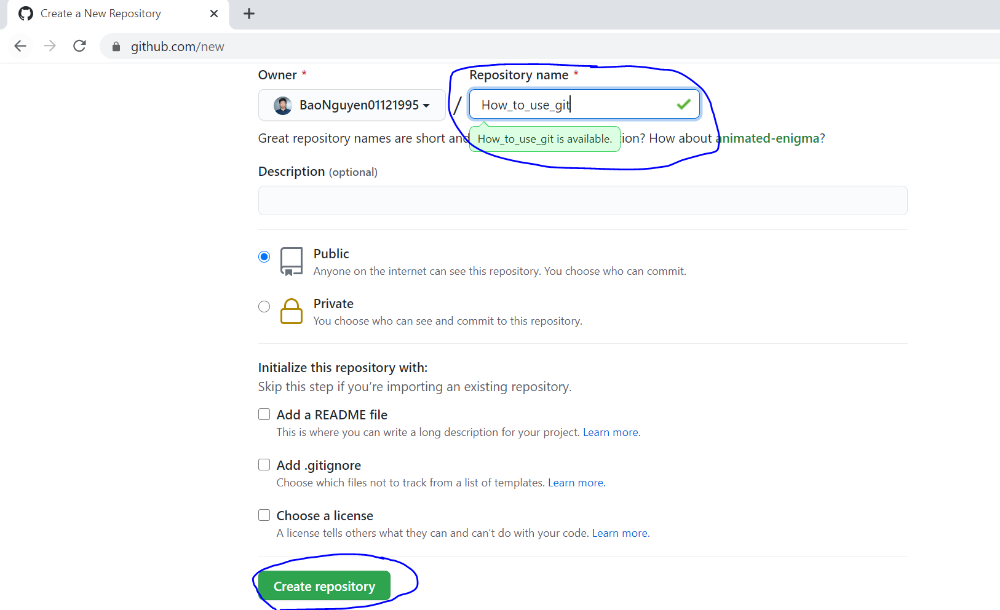 Create a New Repository
github.com/new
Owner *
Repository name *
BaoNguyen01121995 / How_to_use_git
Great repository names are short and
How_to_use_git is available.
ion? How about animated-enigma?
Description (optional)
Public
Anyone on the internet can see this repository. You choose who can commit.
Private
You choose who can see and commit to this repository.
Initialize this repository with:
Skip this step if you’re importing an existing repository.
Add a README file
This is where you can write a long description for your project. Learn more.
Add .gitignore
Choose which files not to track from a list of templates. Learn more.
Choose a license
A license tells others what they can and can't do with your code. Learn more.
Create repository